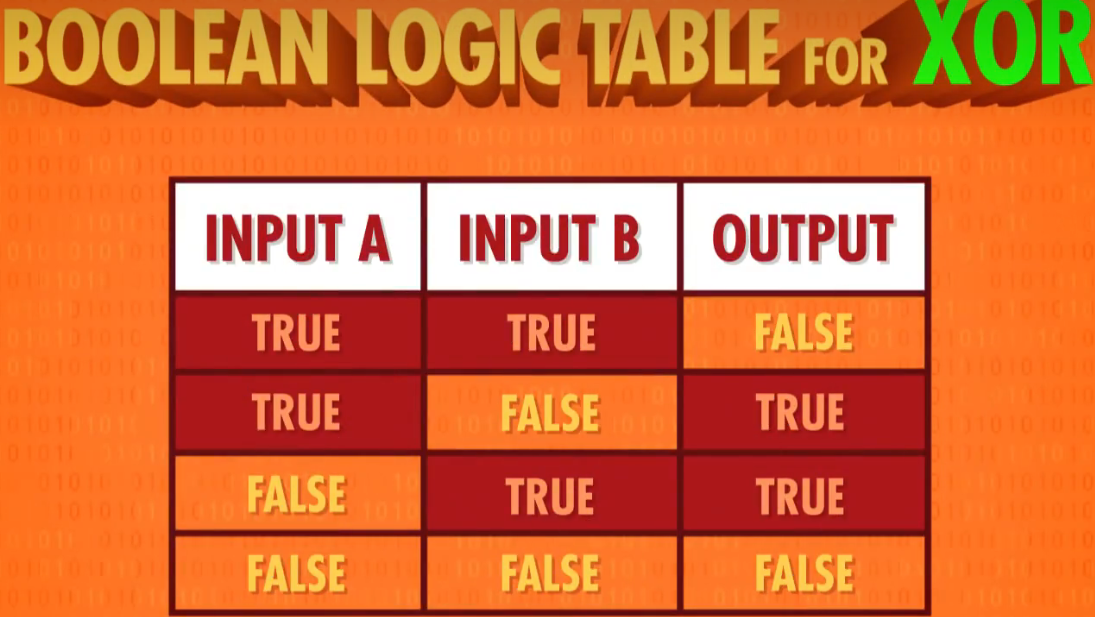 BOOLEAN LOGIC TABLE FOR XOR
INPUT A INPUT B OUTPUT
TRUE TRUE FALSE
TRUE FALSE TRUE
FALSE TRUE TRUE
FALSE FALSE FALSE